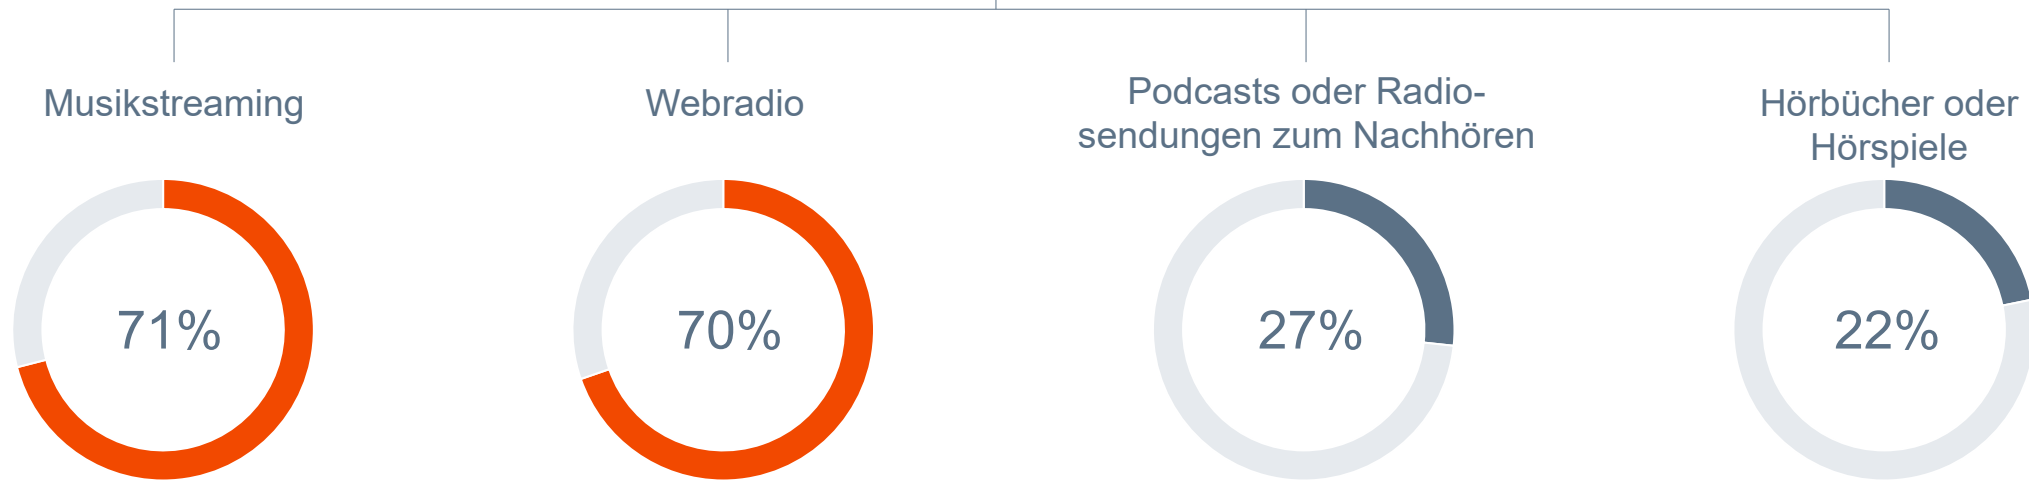 Musikstreaming
Webradio
Podcasts oder Radio-
sendungen zum Nachhören
Hörbücher oder
Hörspiele
71%
70%
27%
22%